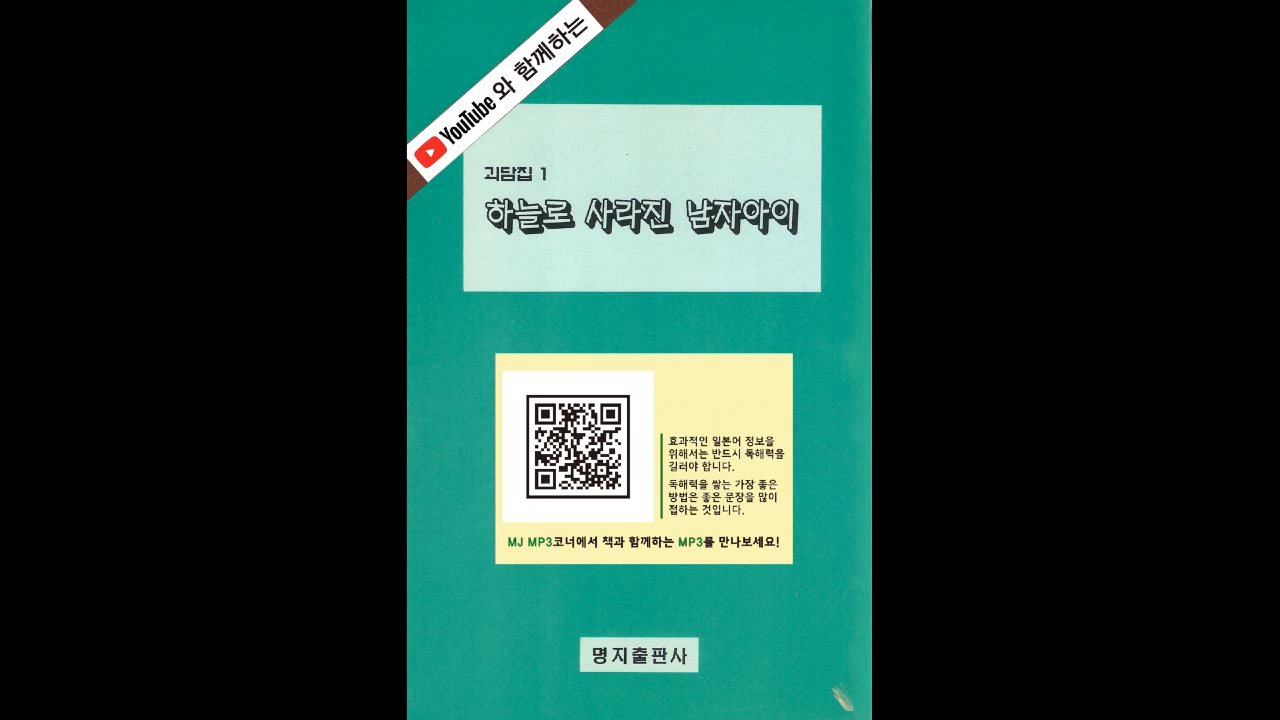 YouTube 와 함께하는
괴담집 1
하늘로 사라진 남자아이
효과적인 일본어 정보을
위해서는 반드시 독해력을
길러야 합니다.
독해력을 쌓는 가장 좋은
방법은 좋은 문장을 많이
접하는 것입니다.
MJ MP3코너에서 책과 함께하는 MP3를 만나보세요!
명지출판사